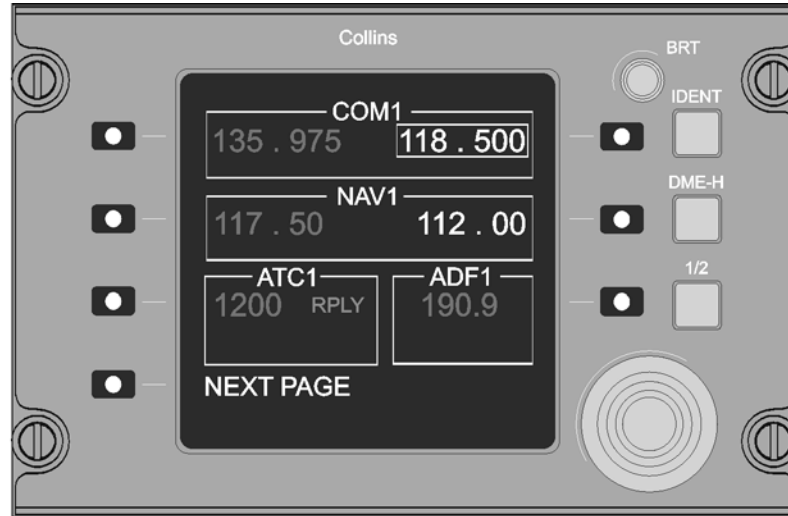 Collins
BRT
IDENT
COM1
135 . 975 118 . 500
DME-H
NAV1
117 . 50 112 . 00
1/2
ATC1 ADF1
1200 RPLY 190.9
NEXT PAGE